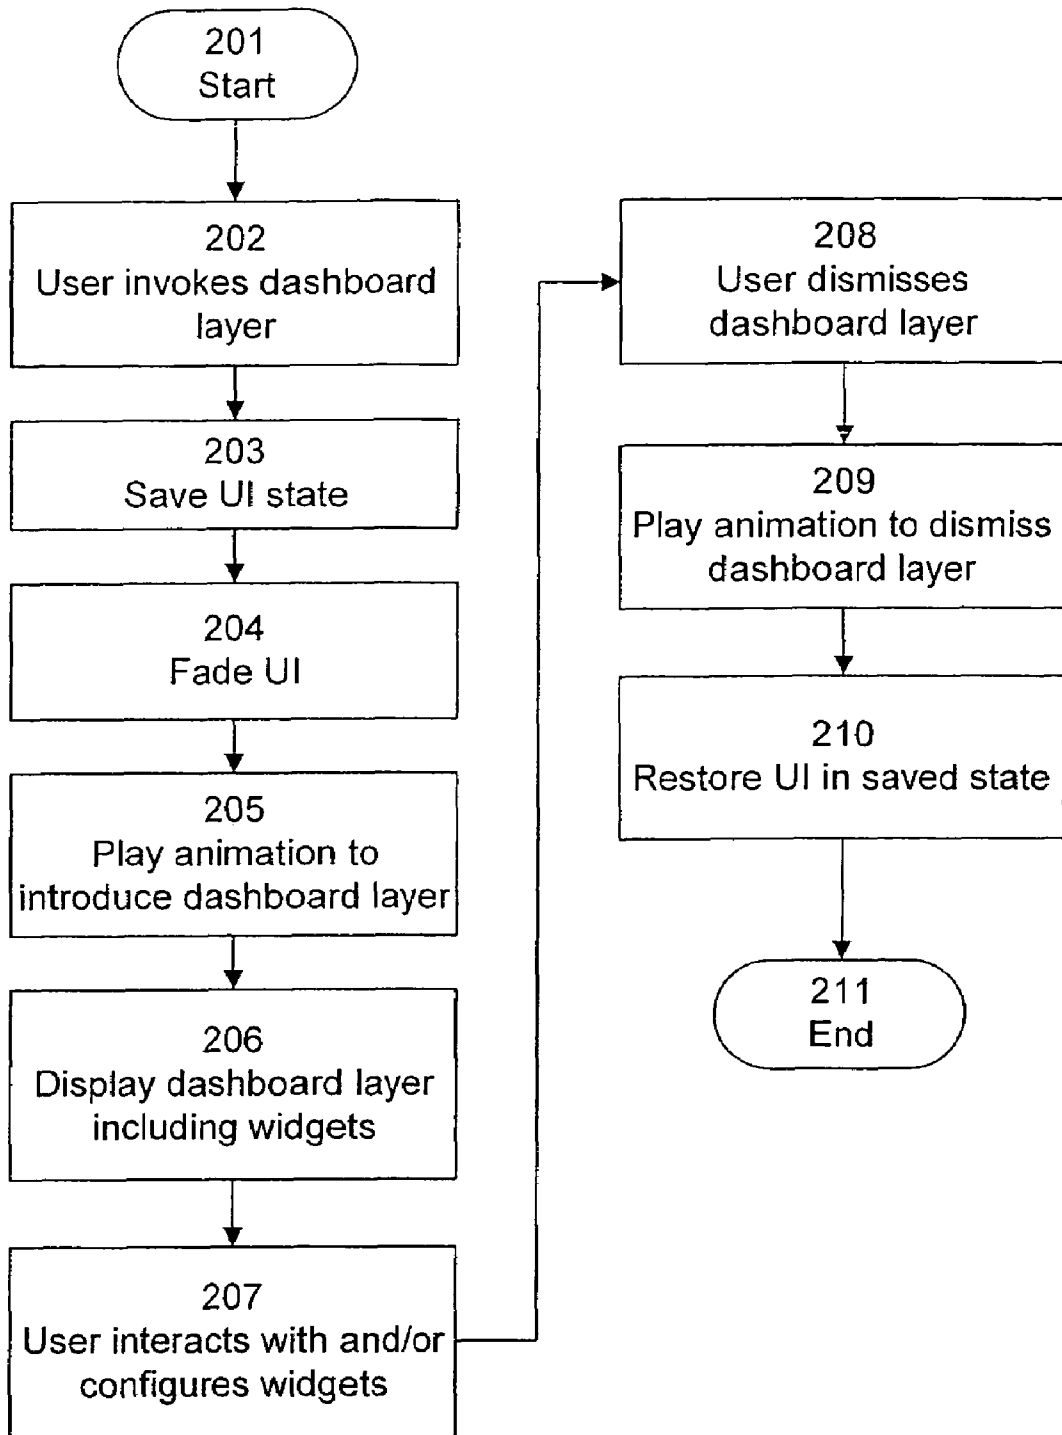 201
Start
202
User invokes dashboard
layer
203
Save UI state
204
Fade UI
205
Play animation to
introduce dashboard layer
206
Display dashboard layer
including widgets
207
User interacts with and/or
configures widgets
208
User dismisses
dashboard layer
209
Play animation to dismiss
dashboard layer
210
Restore UI in saved state
211
End